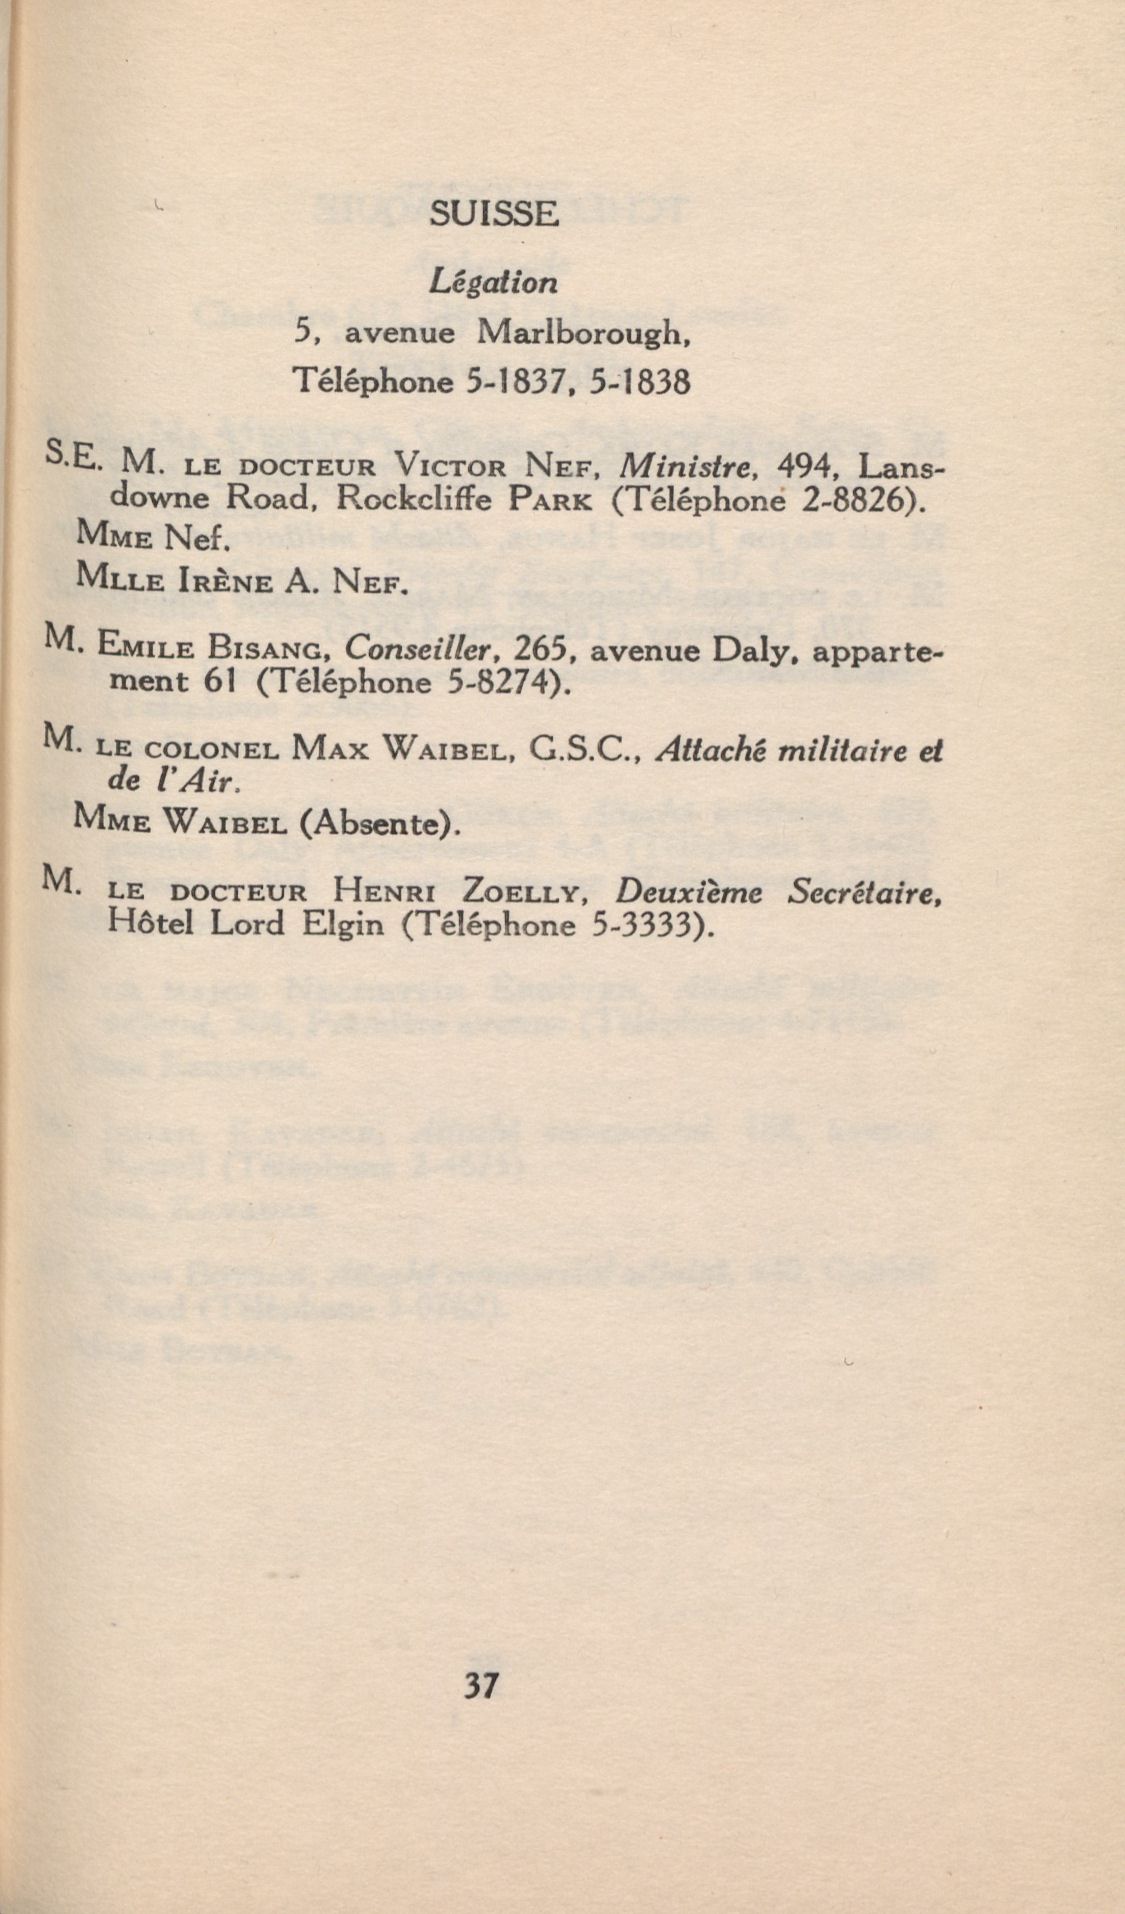 SUISSE
Légation
5, avenue Marlborough,
Téléphone 5-1837, 5-1838
S.E. M. LE DOCTEUR VICTOR NEF, Ministre, 494, Lans-
downe Road, Rockcliffe PARK (Téléphone 2-8826).
MME Nef.
MLLE IRÈNE A. NEF.
M. EMILE BISANG, Conseiller, 265, avenue Daly, apparte-
ment 61 (Téléphone 5-8274).
M. LE COLONEL MAX WAIBEL, G.S.C., Attaché militaire et
de l'Air.
MME WAIBEL (Absente).
M. LE DOCTEUR HENRI ZOELLY, Deuxième Secrétaire,
Hôtel Lord Elgin (Téléphone 5-3333).
37